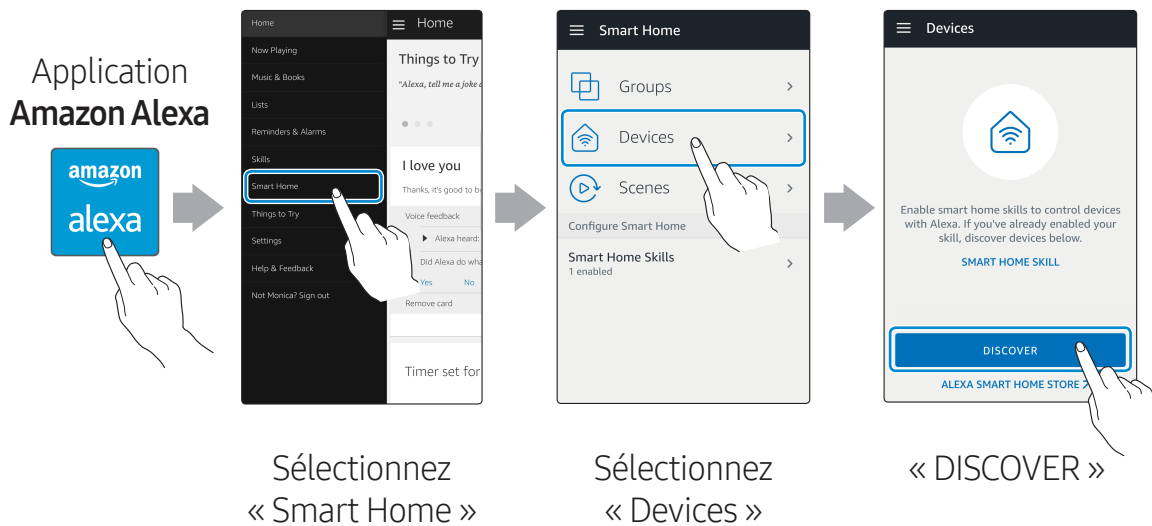 Application
Amazon Alexa
amazon
alexa
Home
Now Playing
Music & Books
Lists
Reminders & Alarms
Skills
Smart Home
Things to Try
Settings
Help & Feedback
Not Monica? Sign out
Home
Things to Try
"Alexa, tell me a joke
I love you
Thanks, it's good to
Voice feedback
Alexa heard:
Did Alexa do
Yes No
Remove card
Timer set for
Sélectionnez
« Smart Home »
Smart Home
Groups
Devices
Scenes
Configure Smart Home
Smart Home Skills
1 enabled
Sélectionnez
« Devices »
Devices
Enable smart home skills to control devices
with Alexa. If you've already enabled your
skill, discover devices below.
SMART HOME SKILL
DISCOVER
ALEXA SMART HOME STORE
« DISCOVER »